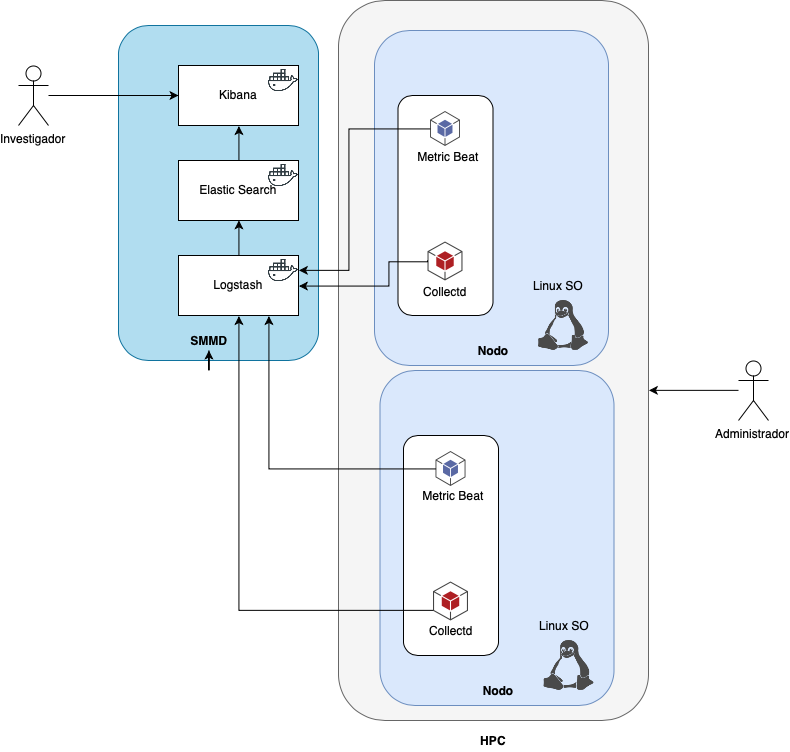 Kibana
Investigador
Elastic Search
Logstash
SMMD
Metric Beat
Collectd
Linux SO
Nodo
Administrador
Metric Beat
Collectd
Linux SO
Nodo
HPC